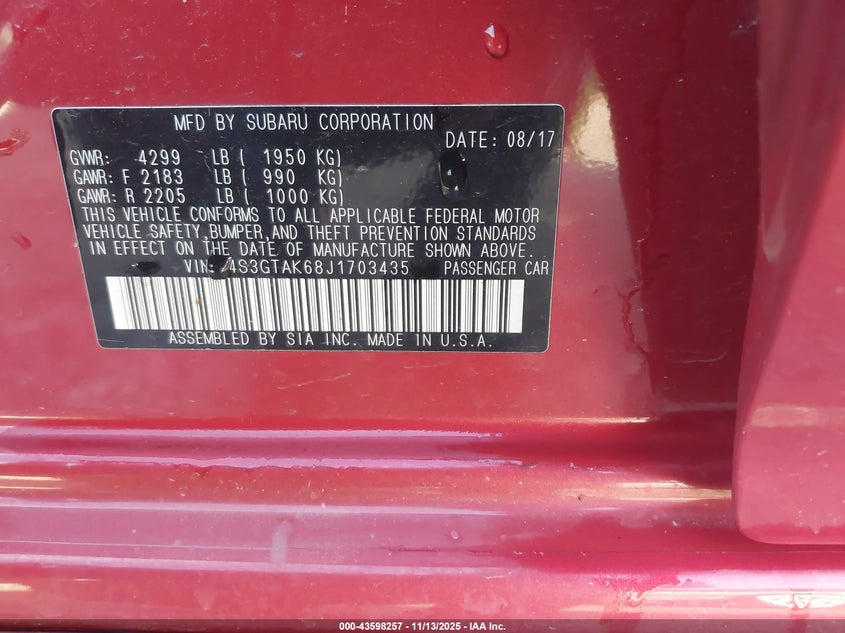 MFD BY SUBARU CORPORATION
DATE: 08/17
GVWR: 4299 LB ( 1950 KG)
GAWR: F 2183 LB ( 990 KG)
GAWR: R 2205 LB ( 1000 KG)
THIS VEHICLE CONFORMS TO ALL APPLICABLE FEDERAL MOTOR
VEHICLE SAFETY, BUMPER, AND THEFT PREVENTION STANDARDS
IN EFFECT ON THE DATE OF MANUFACTURE SHOWN ABOVE.
VIN: 4S3GTAK68J1703435 PASSENGER CAR
ASSEMBLED BY SIA INC. MADE IN U.S.A.
000-43598257 - 11/13/2025 - IAA Inc.